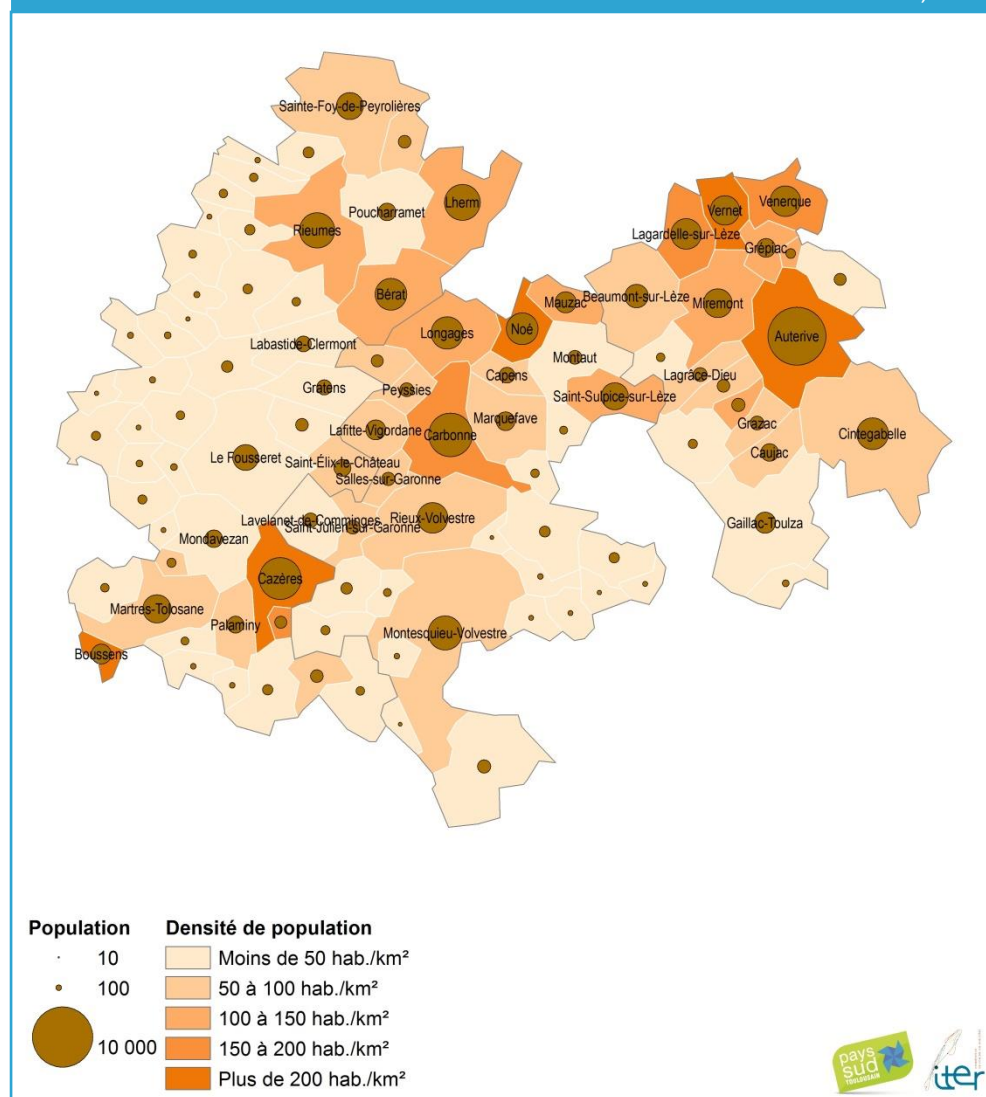 Sainte-Foy-de-Peyrolières
Lherm
Poucharramet
Rieumes
Vernet
Venerque
Lagardelle-sur-Lèze
Grépiac
Bérat
Mauzac
Beaumont-sur-Lèze
Miremont
Noé
Longages
Auterive
Labastide-Clermont
Montaut
Capens
Lagrâce-Dieu
Gratens
Peyssies
Saint-Sulpice-sur-Lèze
Marquefave
Grazac
Lafitte-Vigordane
Carbonne
Cintegabelle
Caujac
Le Fousseret
Saint-Élix-le-Château
Salles-sur-Garonne
Lavelanet-de-Comminges
Rieux-Volvestre
Saint-Julien-sur-Garonne
Gaillac-Toulza
Mondavezan
Cazères
Martres-Tolosane
Palaminy
Montesquieu-Volvestre
Boussens
Population
10
100
10 000
Densité de population
Moins de 50 hab./km²
50 à 100 hab./km²
100 à 150 hab./km²
150 à 200 hab./km²
Plus de 200 hab./km²
pays
sud
TOULOUSAIN
iter